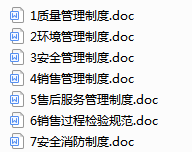 1质量管理制度.doc
2环境管理制度.doc
3安全管理制度.doc
4销售管理制度.doc
5售后服务管理制度.doc
6销售过程检验规范.doc
7安全消防制度.doc